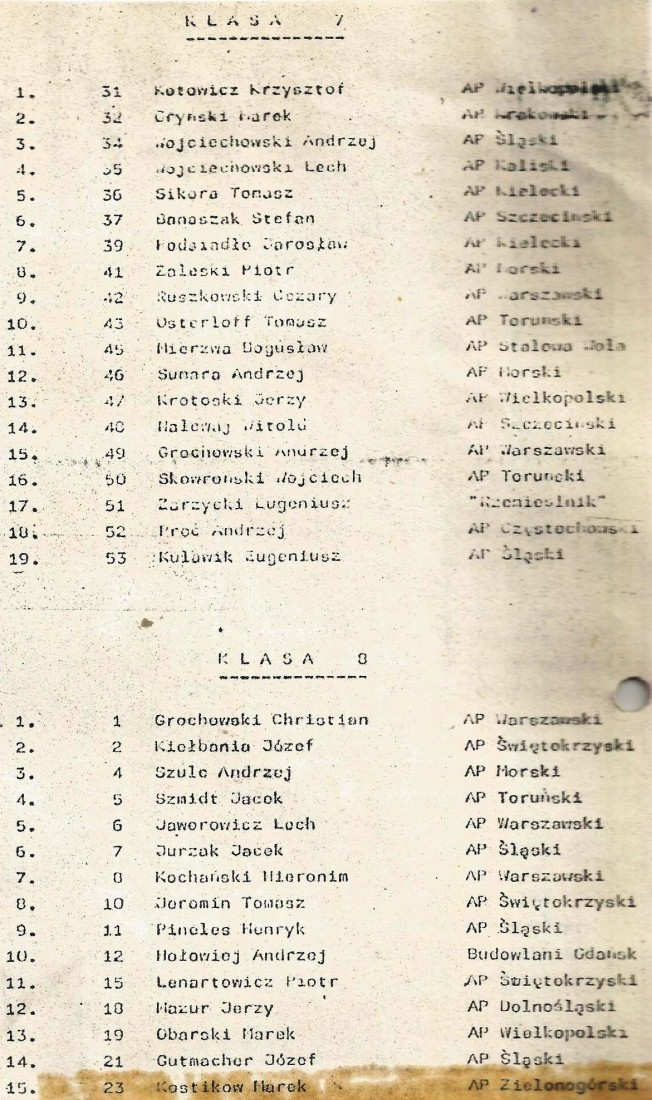 KLASA 7
1. 31 Kotowicz Krzysztof AP Wielkopolski
2. 32 Gryński Marek AP Krakowski
3. 34 Wojciechowski Andrzej AP Śląski
4. 35 Wojciechowski Lech AP Kaliski
5. 36 Sikora Tomasz AP Kielecki
6. 37 Banaszak Stefan AP Szczeciński
7. 39 Podsiadło Jarosław AP Kielecki
8. 41 Zaleski Piotr AP Morski
9. 42 Ruszkowski Cezary AP Warszawski
10. 43 Osterloff Tomasz AP Toruński
11. 45 Mierzwa Bogusław AP Stalowa Wola
12. 46 Sumara Andrzej AP Morski
13. 47 Krotoski Jerzy AP Wielkopolski
14. 48 Witold AP Szczeciński
15. 49 Grochowski Andrzej AP Warszawski
16. 50 Skowroński Wojciech AP Toruński
17. 51 Zarzycki Eugeniusz "Rzemieślnik"
18. 52 Proć Andrzej AP Częstochowski
19. 53 Kulawik Eugeniusz AP Śląski
KLASA 8
1. 1 Grochowski Christian AP Warszawski
2. 2 Kiełbania Józef AP Świętokrzyski
3. 4 Szulc Andrzej AP Morski
4. 5 Szmidt Jacek AP Toruński
5. 6 Jaworowicz Lech AP Warszawski
6. 7 Jurzak Jacek AP Śląski
7. 8 Kochański Hieronim AP Warszawski
8. 10 Jeromin Tomasz AP Świętokrzyski
9. 11 Pineles Henryk AP Śląski
10. 12 Hołowiej Andrzej Budowlani Gdańsk
11. 15 Lenartowicz Piotr AP Świętokrzyski
12. 18 Mazur Jerzy AP Dolnośląski
13. 19 Obarski Marek AP Wielkopolski
14. 21 Gutmacher Józef AP Śląski
15. 23 Kostikow Marek AP Zielonogórski